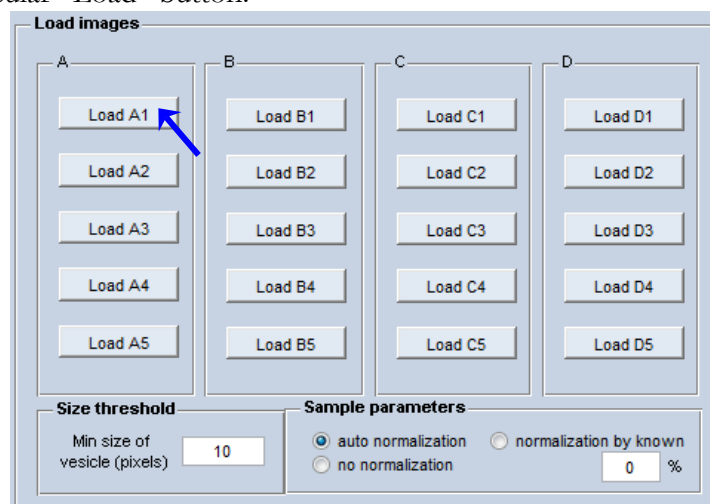 Load" button.
Load images
A B C D
Load A1 Load B1 Load C1 Load D1
Load A2 Load B2 Load C2 Load D2
Load A3 Load B3 Load C3 Load D3
Load A4 Load B4 Load C4 Load D4
Load A5 Load B5 Load C5 Load D5
Size threshold Sample parameters
Min size of
vesicle (pixels) 10
auto normalization normalization by known
no normalization 0 %